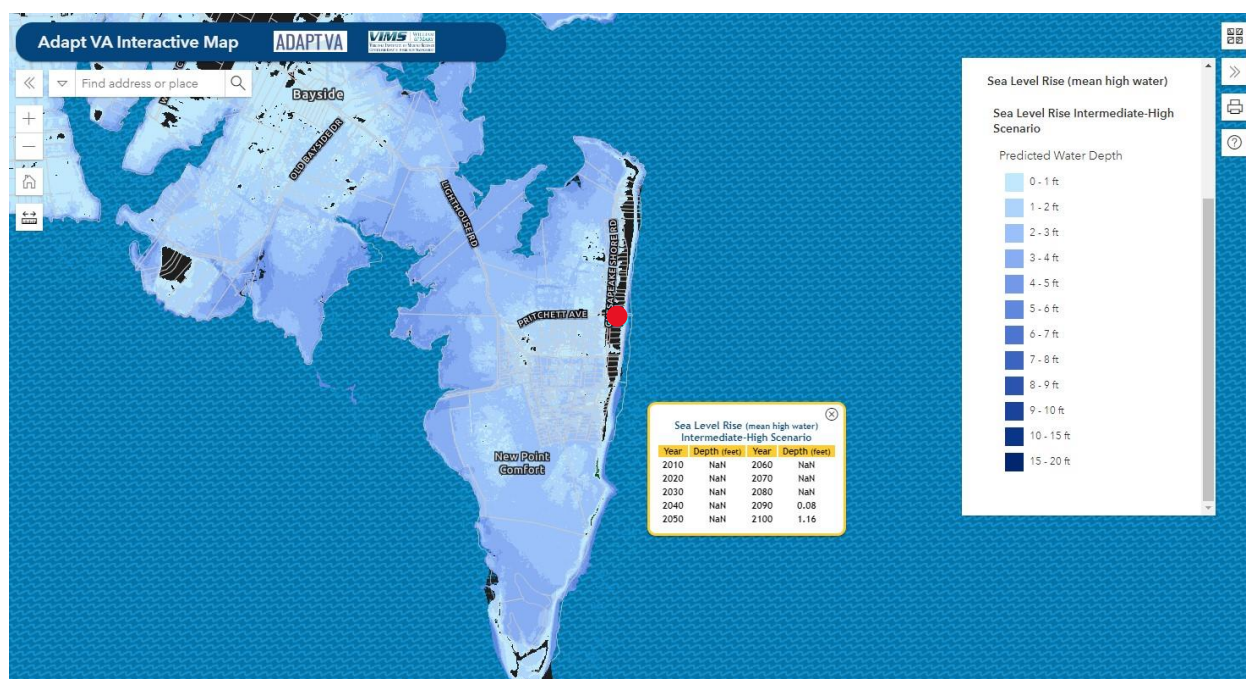 Adapt VA Interactive Map
ADAPTVA
VIMS WILLIAM & MARY
Find address or place
Bayside
OLD BAYSIDE DR
LIGHTHOUSE RD
SAPEAKE SHORE RD
PRITCHETT AVE
New Point
Comfort
Sea Level Rise (mean high water)
Intermediate-High Scenario
Year Depth (feet) Year Depth (feet)
2010 NaN 2060 NaN
2020 NaN 2070 NaN
2030 NaN 2080 NaN
2040 NaN 2090 0.08
2050 NaN 2100 1.16
Sea Level Rise (mean high water)
Sea Level Rise Intermediate-High
Scenario
Predicted Water Depth
0 - 1 ft
1 - 2 ft
2 - 3 ft
3 - 4 ft
4 - 5 ft
5 - 6 ft
6 - 7 ft
7 - 8 ft
8 - 9 ft
9 - 10 ft
10 - 15 ft
15 - 20 ft